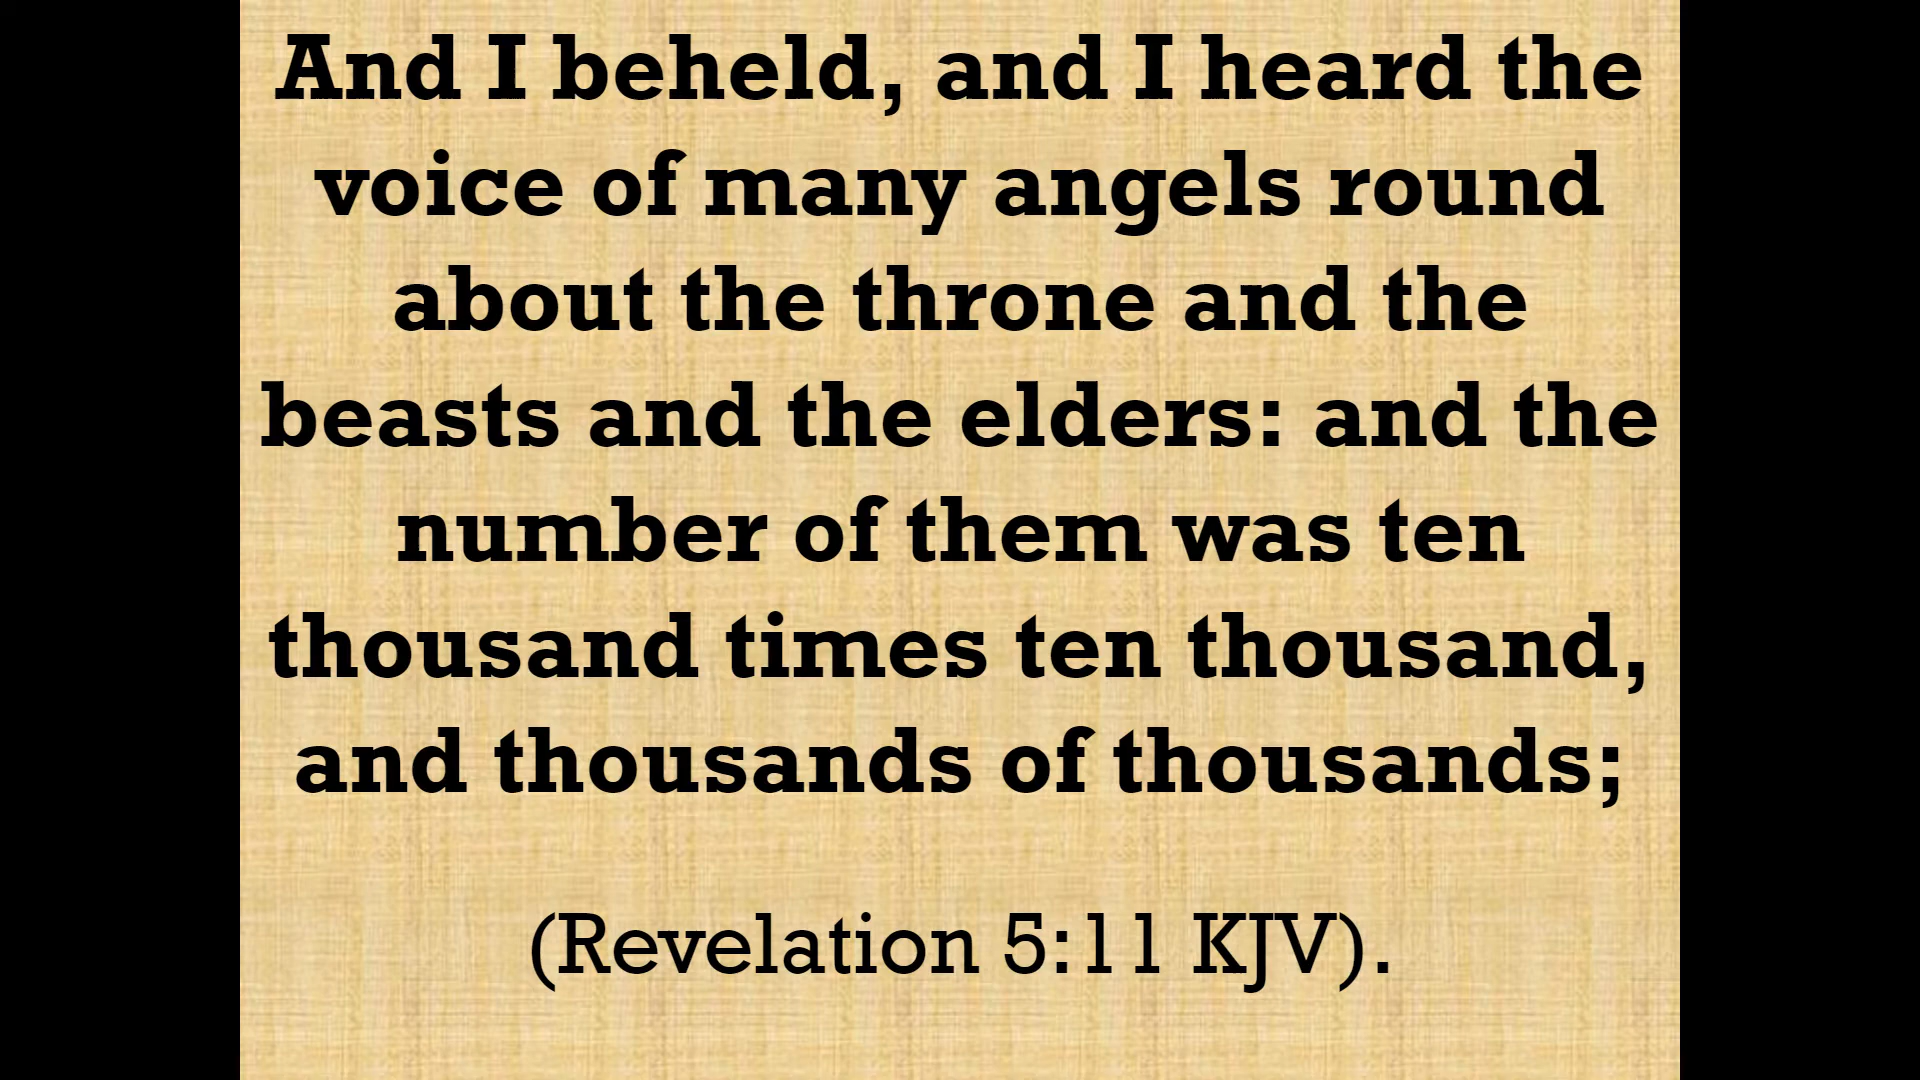 And I beheld, and I heard the
voice of many angels round
about the throne and the
beasts and the elders: and the
number of them was ten
thousand times ten thousand,
and thousands of thousands;
(Revelation 5:11 KJV).